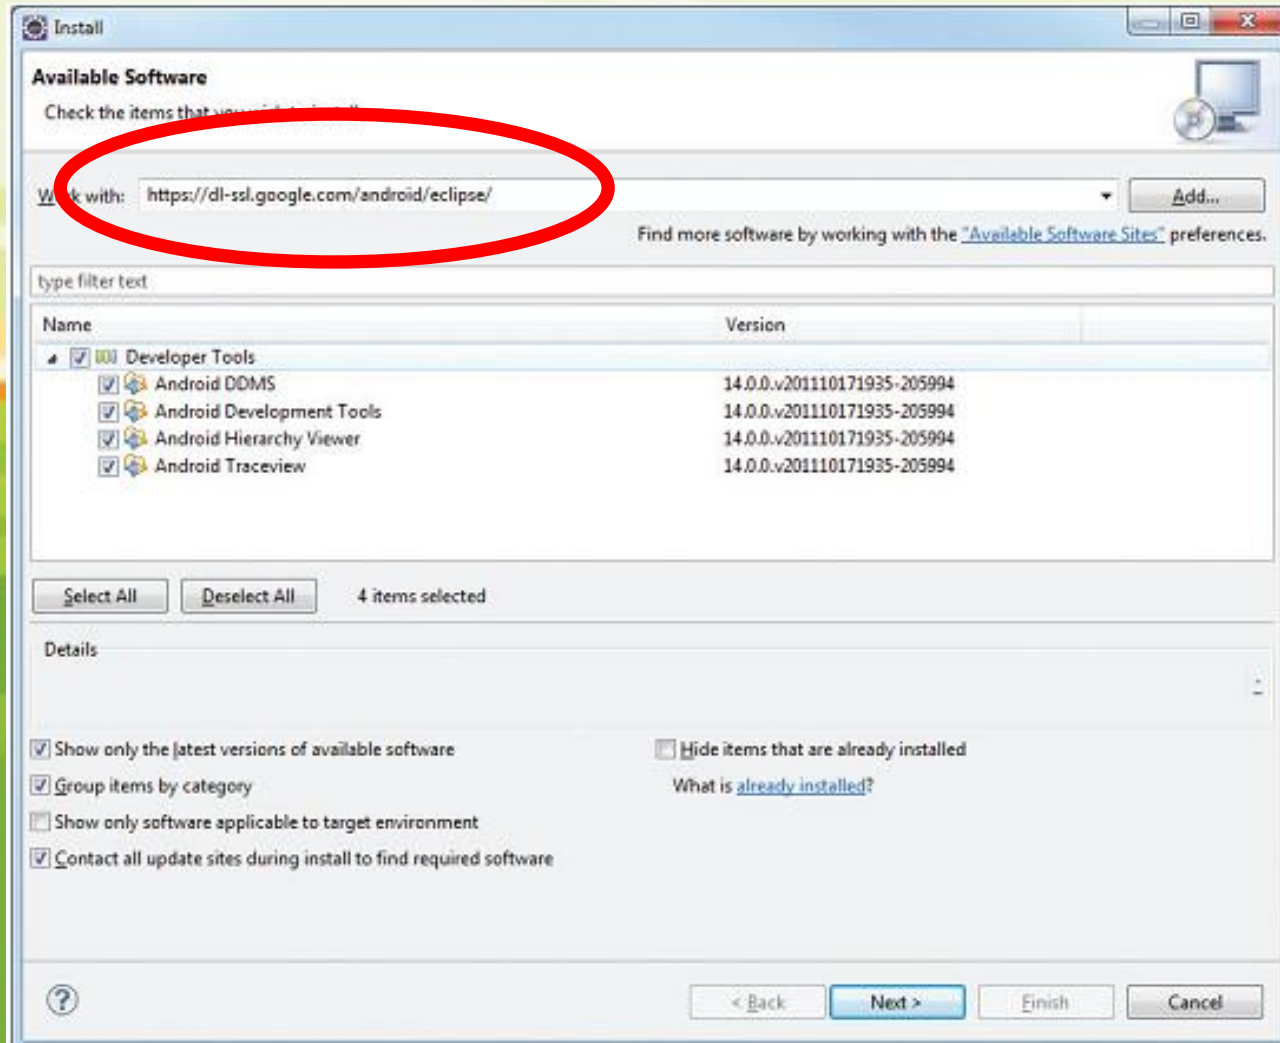 Install
Available Software
Check the items that
Work with: https://dl-ssl.google.com/android/eclipse/ Add...
Find more software by working with the "Available Software Sites" preferences.
type filter text
Name Version
Developer Tools
Android DDMS 14.0.0.v201110171935-205994
Android Development Tools 14.0.0.v201110171935-205994
Android Hierarchy Viewer 14.0.0.v201110171935-205994
Android Traceview 14.0.0.v201110171935-205994
Select All Deselect All 4 items selected
Details
Show only the latest versions of available software Hide items that are already installed
Group items by category What is already installed?
Show only software applicable to target environment
Contact all update sites during install to find required software
? < Back Next > Finish Cancel